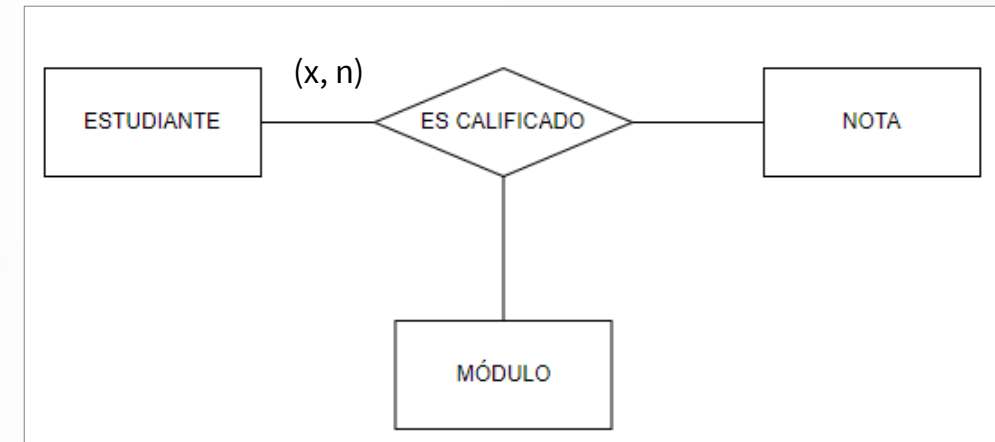 (x, n)
ESTUDIANTE
ES CALIFICADO
NOTA
MÓDULO